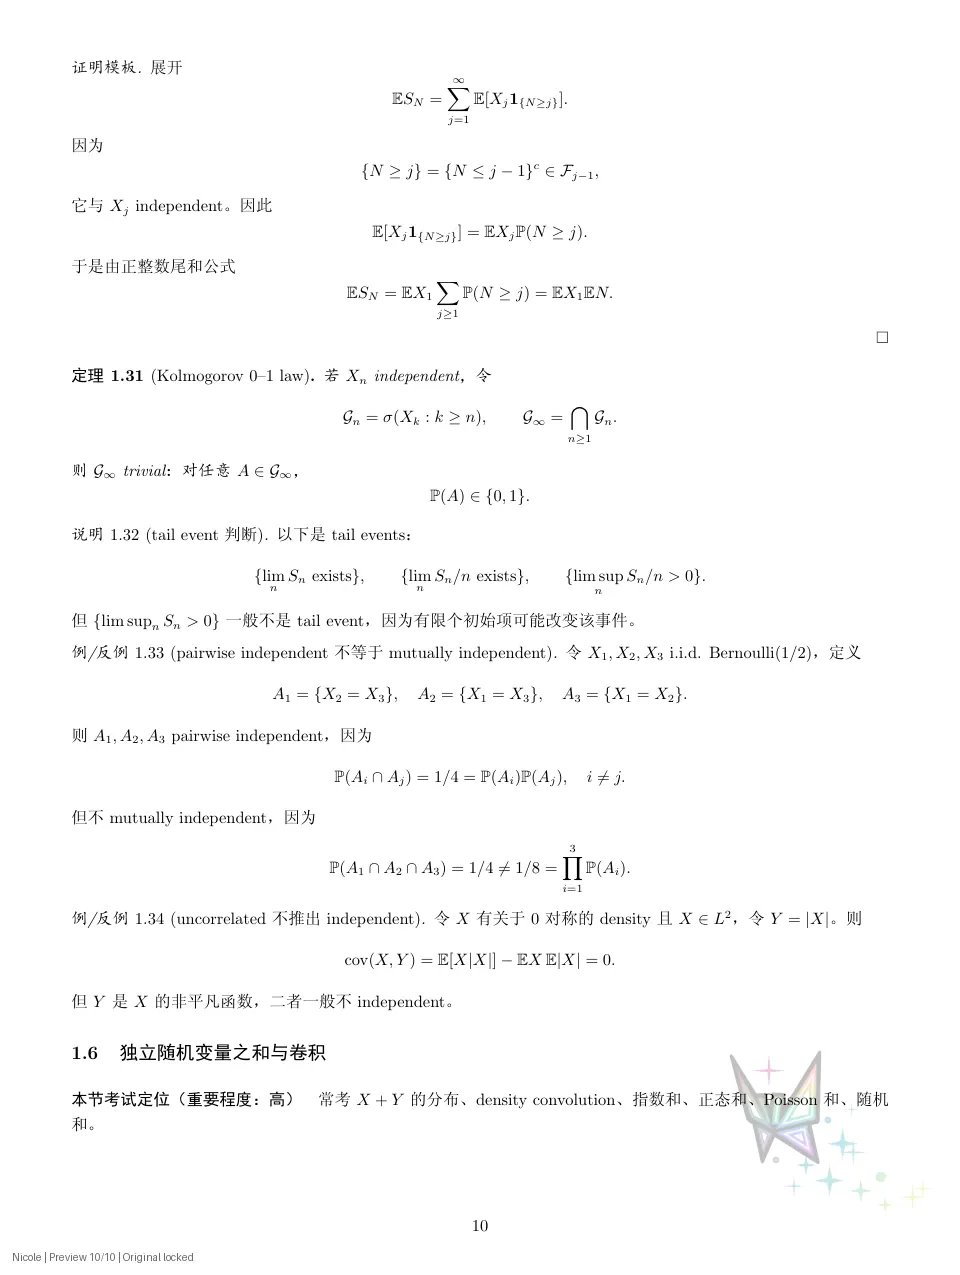 证明模板. 展开
𝔼S_N = ∑_{j=1}^{∞} 𝔼[X_j 𝟏_{\{N≥j\}}].
因为
{N ≥ j} = {N ≤ j − 1}^c ∈ ℱ_{j−1},
它与 X_j independent。因此
𝔼[X_j 𝟏_{\{N≥j\}}] = 𝔼X_j ℙ(N ≥ j).
于是由正整数尾和公式
𝔼S_N = 𝔼X_1 ∑_{j≥1} ℙ(N ≥ j) = 𝔼X_1 𝔼N.
□
定理 1.31 (Kolmogorov 0–1 law). 若 X_n independent，令
𝒢_n = σ(X_k : k ≥ n), 𝒢_∞ = ⋂_{n≥1} 𝒢_n.
则 𝒢_∞ trivial：对任意 A ∈ 𝒢_∞，
ℙ(A) ∈ {0, 1}.
说明 1.32 (tail event 判断). 以下是 tail events：
{lim_n S_n exists}, {lim_n S_n/n exists}, {lim sup_n S_n/n > 0}.
但 {lim sup_n S_n > 0} 一般不是 tail event，因为有限个初始项可能改变该事件。
例/反例 1.33 (pairwise independent 不等于 mutually independent). 令 X_1, X_2, X_3 i.i.d. Bernoulli(1/2)，定义
A_1 = {X_2 = X_3}, A_2 = {X_1 = X_3}, A_3 = {X_1 = X_2}.
则 A_1, A_2, A_3 pairwise independent，因为
ℙ(A_i ∩ A_j) = 1/4 = ℙ(A_i)ℙ(A_j), i ≠ j.
但不 mutually independent，因为
ℙ(A_1 ∩ A_2 ∩ A_3) = 1/4 ≠ 1/8 = ∏_{i=1}^{3} ℙ(A_i).
例/反例 1.34 (uncorrelated 不推出 independent). 令 X 有关于 0 对称的 density 且 X ∈ L^2，令 Y = |X|。则
cov(X, Y) = 𝔼[X|X|] − 𝔼X 𝔼|X| = 0.
但 Y 是 X 的非平凡函数，二者一般不 independent。
1.6 独立随机变量之和与卷积
本节考试定位（重要程度：高） 常考 X + Y 的分布、density convolution、指数和、正态和、Poisson 和、随机
和。
10
Nicole | Preview 10/10 | Original locked